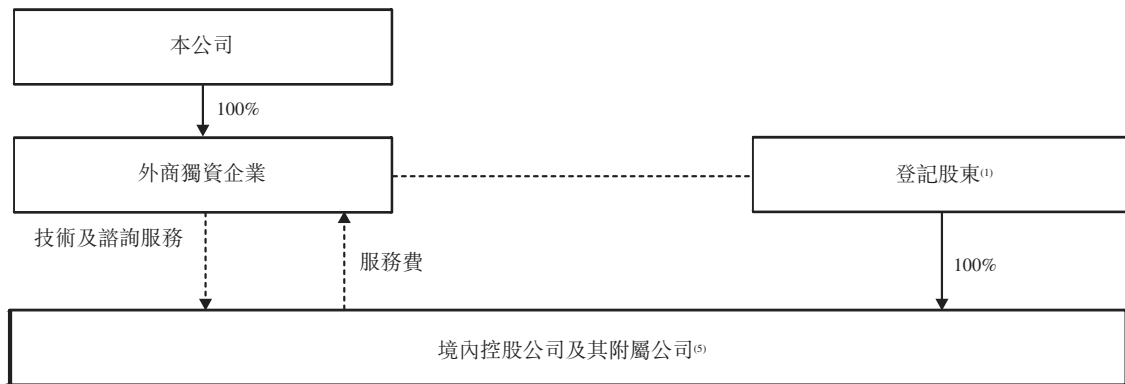 本公司
100%
外商獨資企業
登記股東(1)
技術及諮詢服務
服務費
100%
境內控股公司及其附屬公司(5)